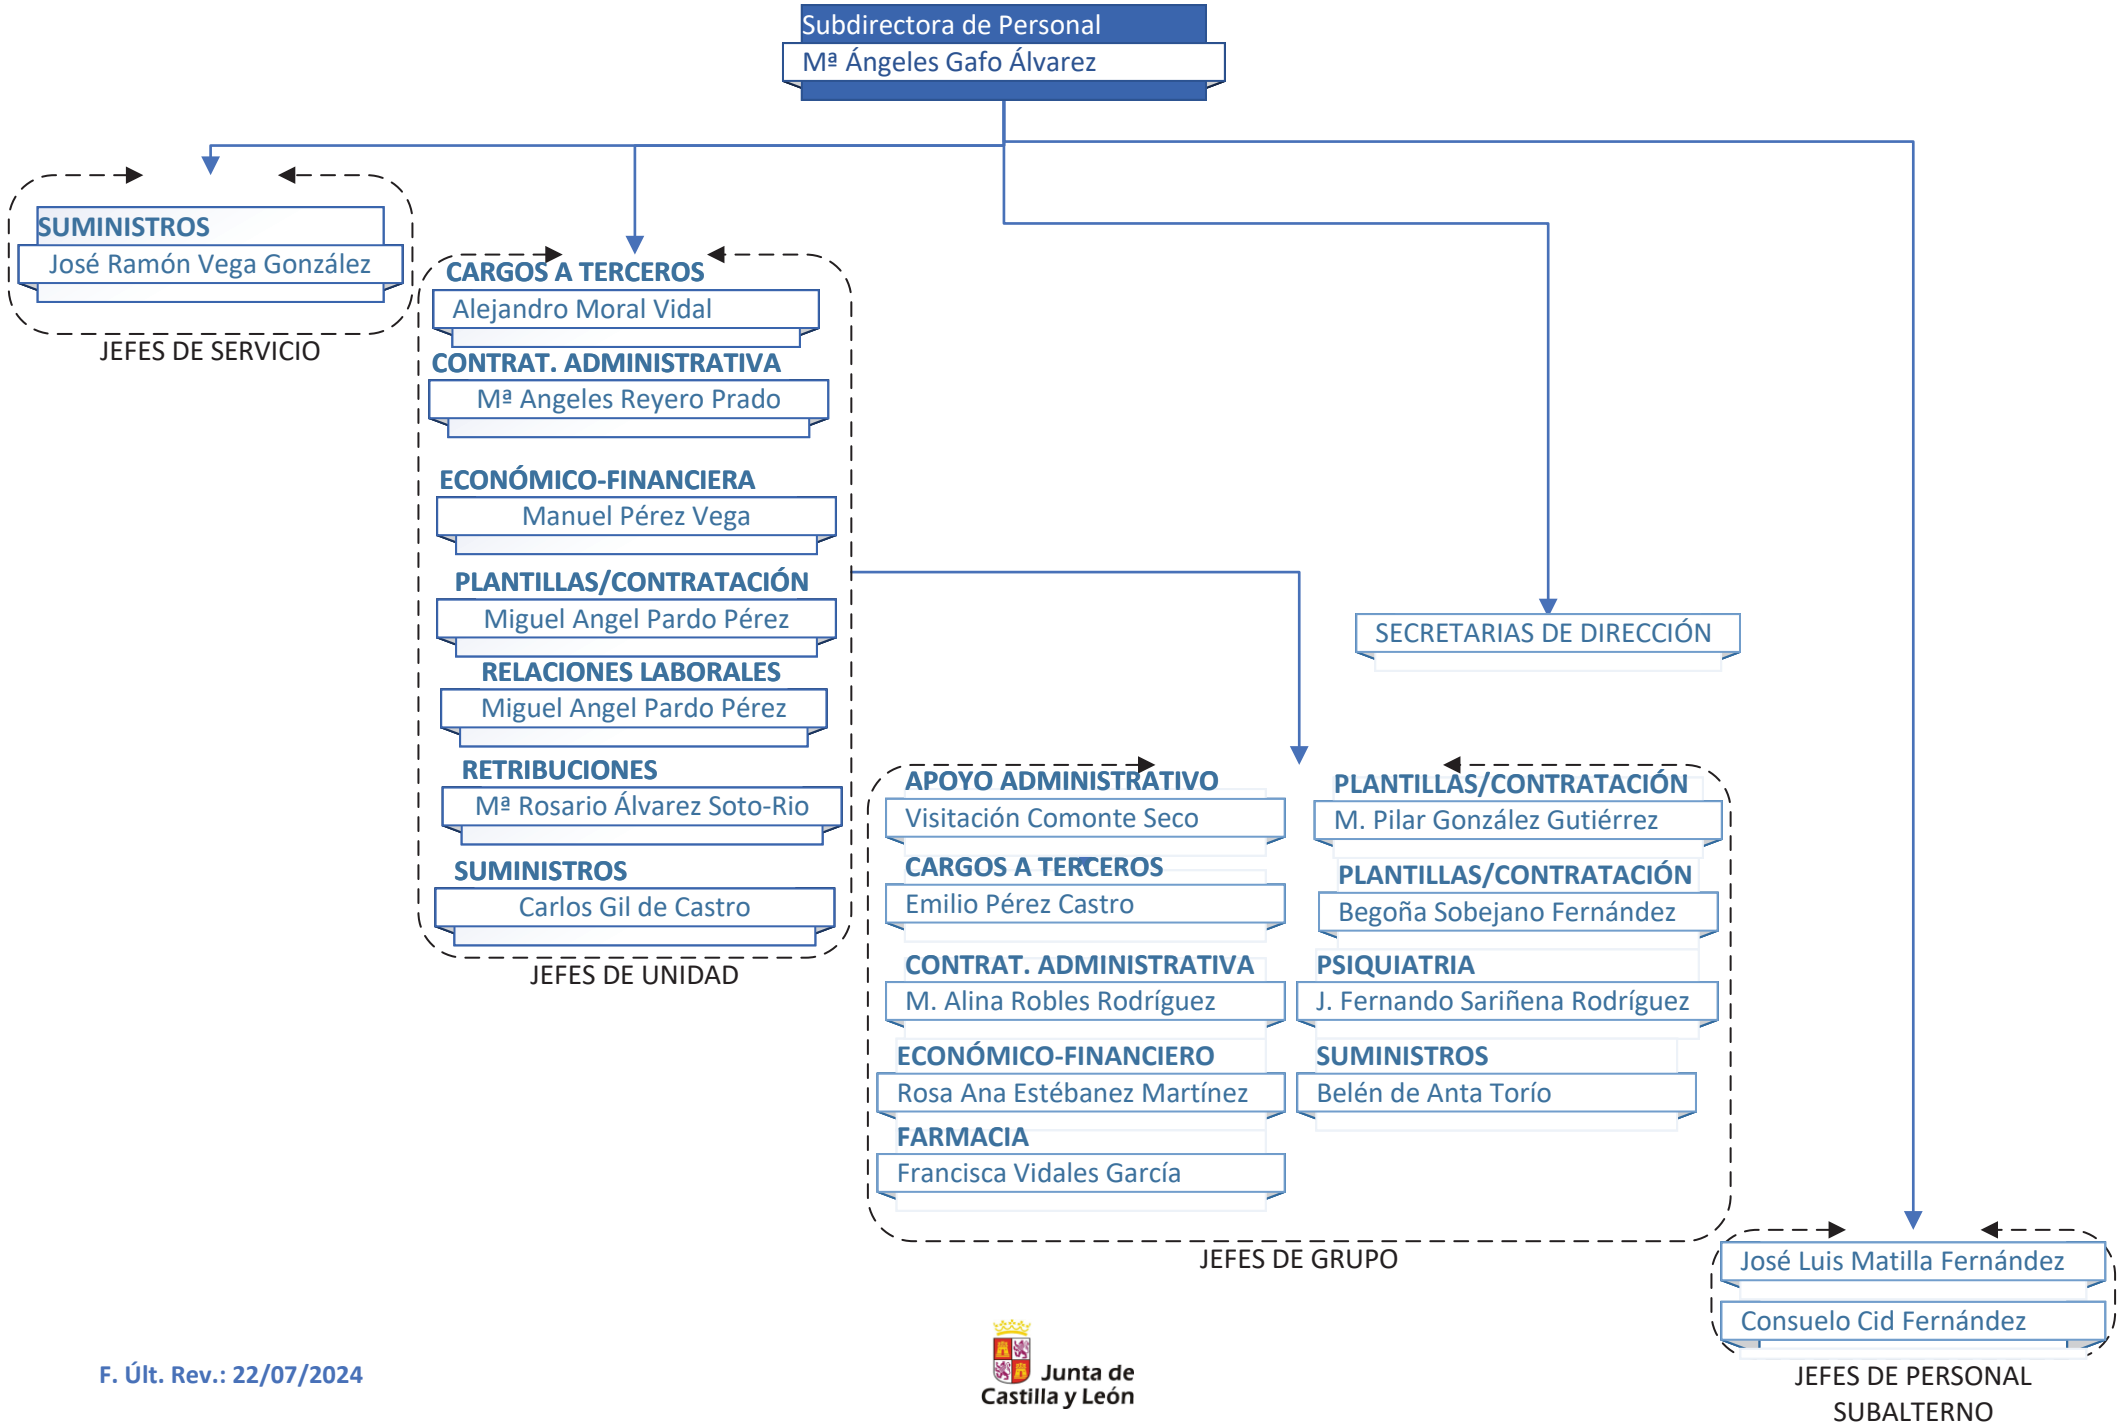 Subdirectora de Personal
Mª Ángeles Gafo Álvarez
SUMINISTROS
José Ramón Vega González
JEFES DE SERVICIO
CARGOS A TERCEROS
Alejandro Moral Vidal
CONTRAT. ADMINISTRATIVA
Mª Angeles Reyero Prado
ECONÓMICO-FINANCIERA
Manuel Pérez Vega
PLANTILLAS/CONTRATACIÓN
Miguel Angel Pardo Pérez
RELACIONES LABORALES
Miguel Angel Pardo Pérez
RETRIBUCIONES
Mª Rosario Álvarez Soto-Rio
SUMINISTROS
Carlos Gil de Castro
JEFES DE UNIDAD
SECRETARIAS DE DIRECCIÓN
APOYO ADMINISTRATIVO
Visitación Comonte Seco
CARGOS A TERCEROS
Emilio Pérez Castro
CONTRAT. ADMINISTRATIVA
M. Alina Robles Rodríguez
ECONÓMICO-FINANCIERO
Rosa Ana Estébanez Martínez
FARMACIA
Francisca Vidales García
PLANTILLAS/CONTRATACIÓN
M. Pilar González Gutiérrez
PLANTILLAS/CONTRATACIÓN
Begoña Sobejano Fernández
PSIQUIATRIA
J. Fernando Sariñena Rodríguez
SUMINISTROS
Belén de Anta Torío
JEFES DE GRUPO
José Luis Matilla Fernández
Consuelo Cid Fernández
JEFES DE PERSONAL
SUBALTERNO
F. Últ. Rev.: 22/07/2024
Junta de
Castilla y León